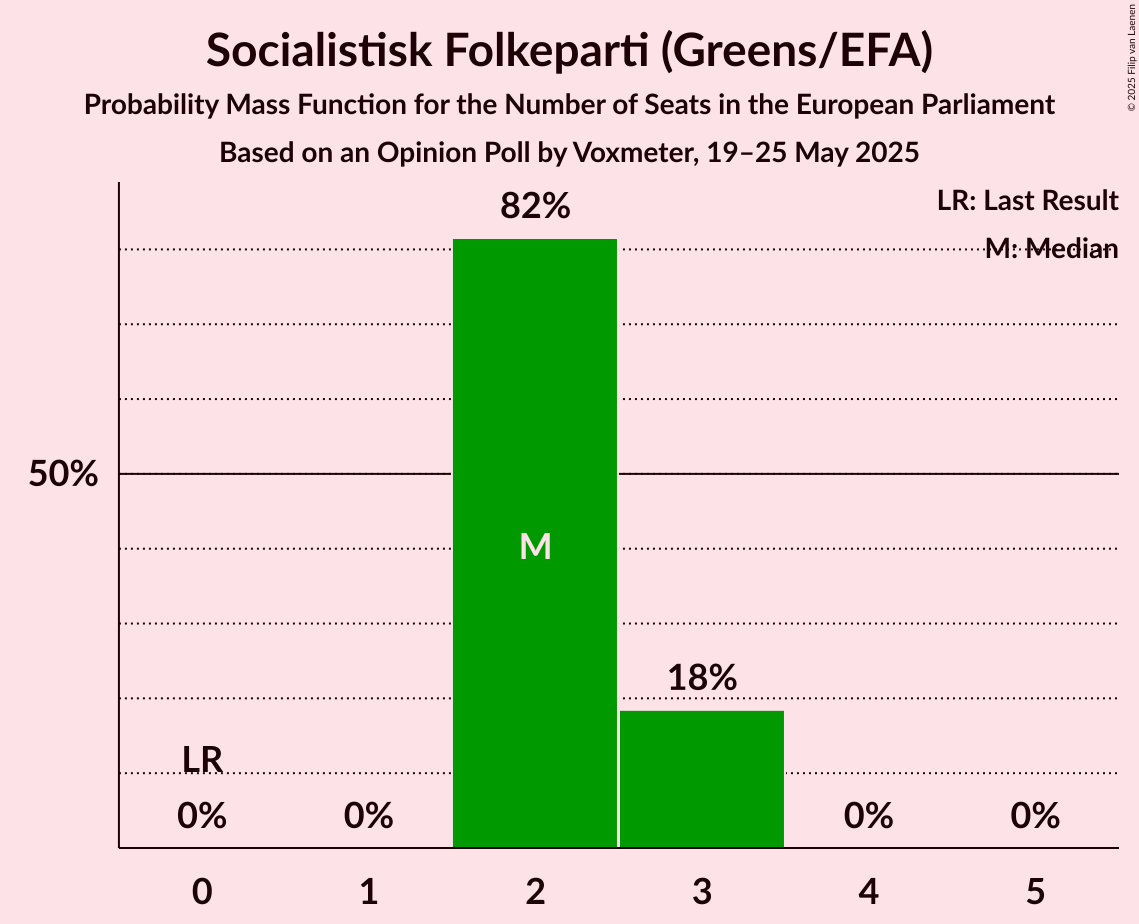 Socialistisk Folkeparti (Greens/EFA)
Probability Mass Function for the Number of Seats in the European Parliament
Based on an Opinion Poll by Voxmeter, 19–25 May 2025
© 2025 Filip van Laenen
LR: Last Result
M: Median
82%
50%
M
18%
LR
0% 0% 0% 0%
0 1 2 3 4 5